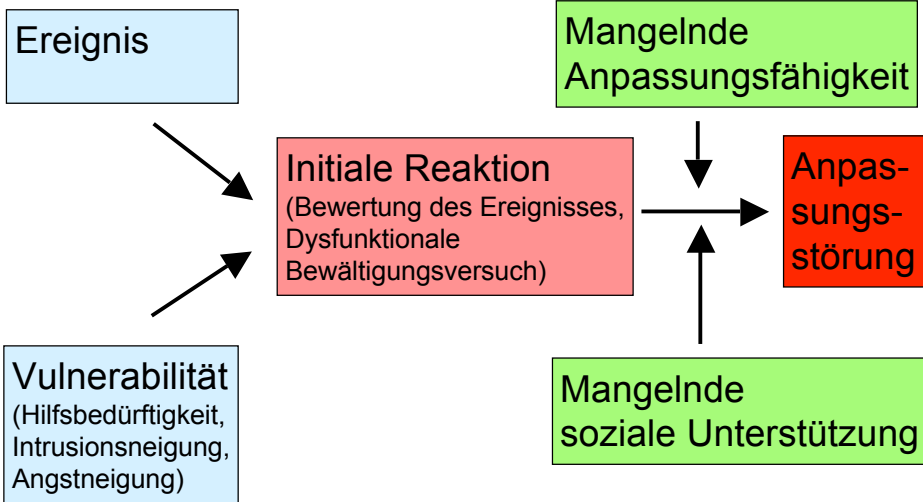 Ereignis
Mangelnde
Anpassungsfähigkeit
Initiale Reaktion
(Bewertung des Ereignisses,
Dysfunktionale
Bewältigungsversuch)
Anpas-
sungs-
störung
Vulnerabilität
(Hilfsbedürftigkeit,
Intrusionsneigung,
Angstneigung)
Mangelnde
soziale Unterstützung